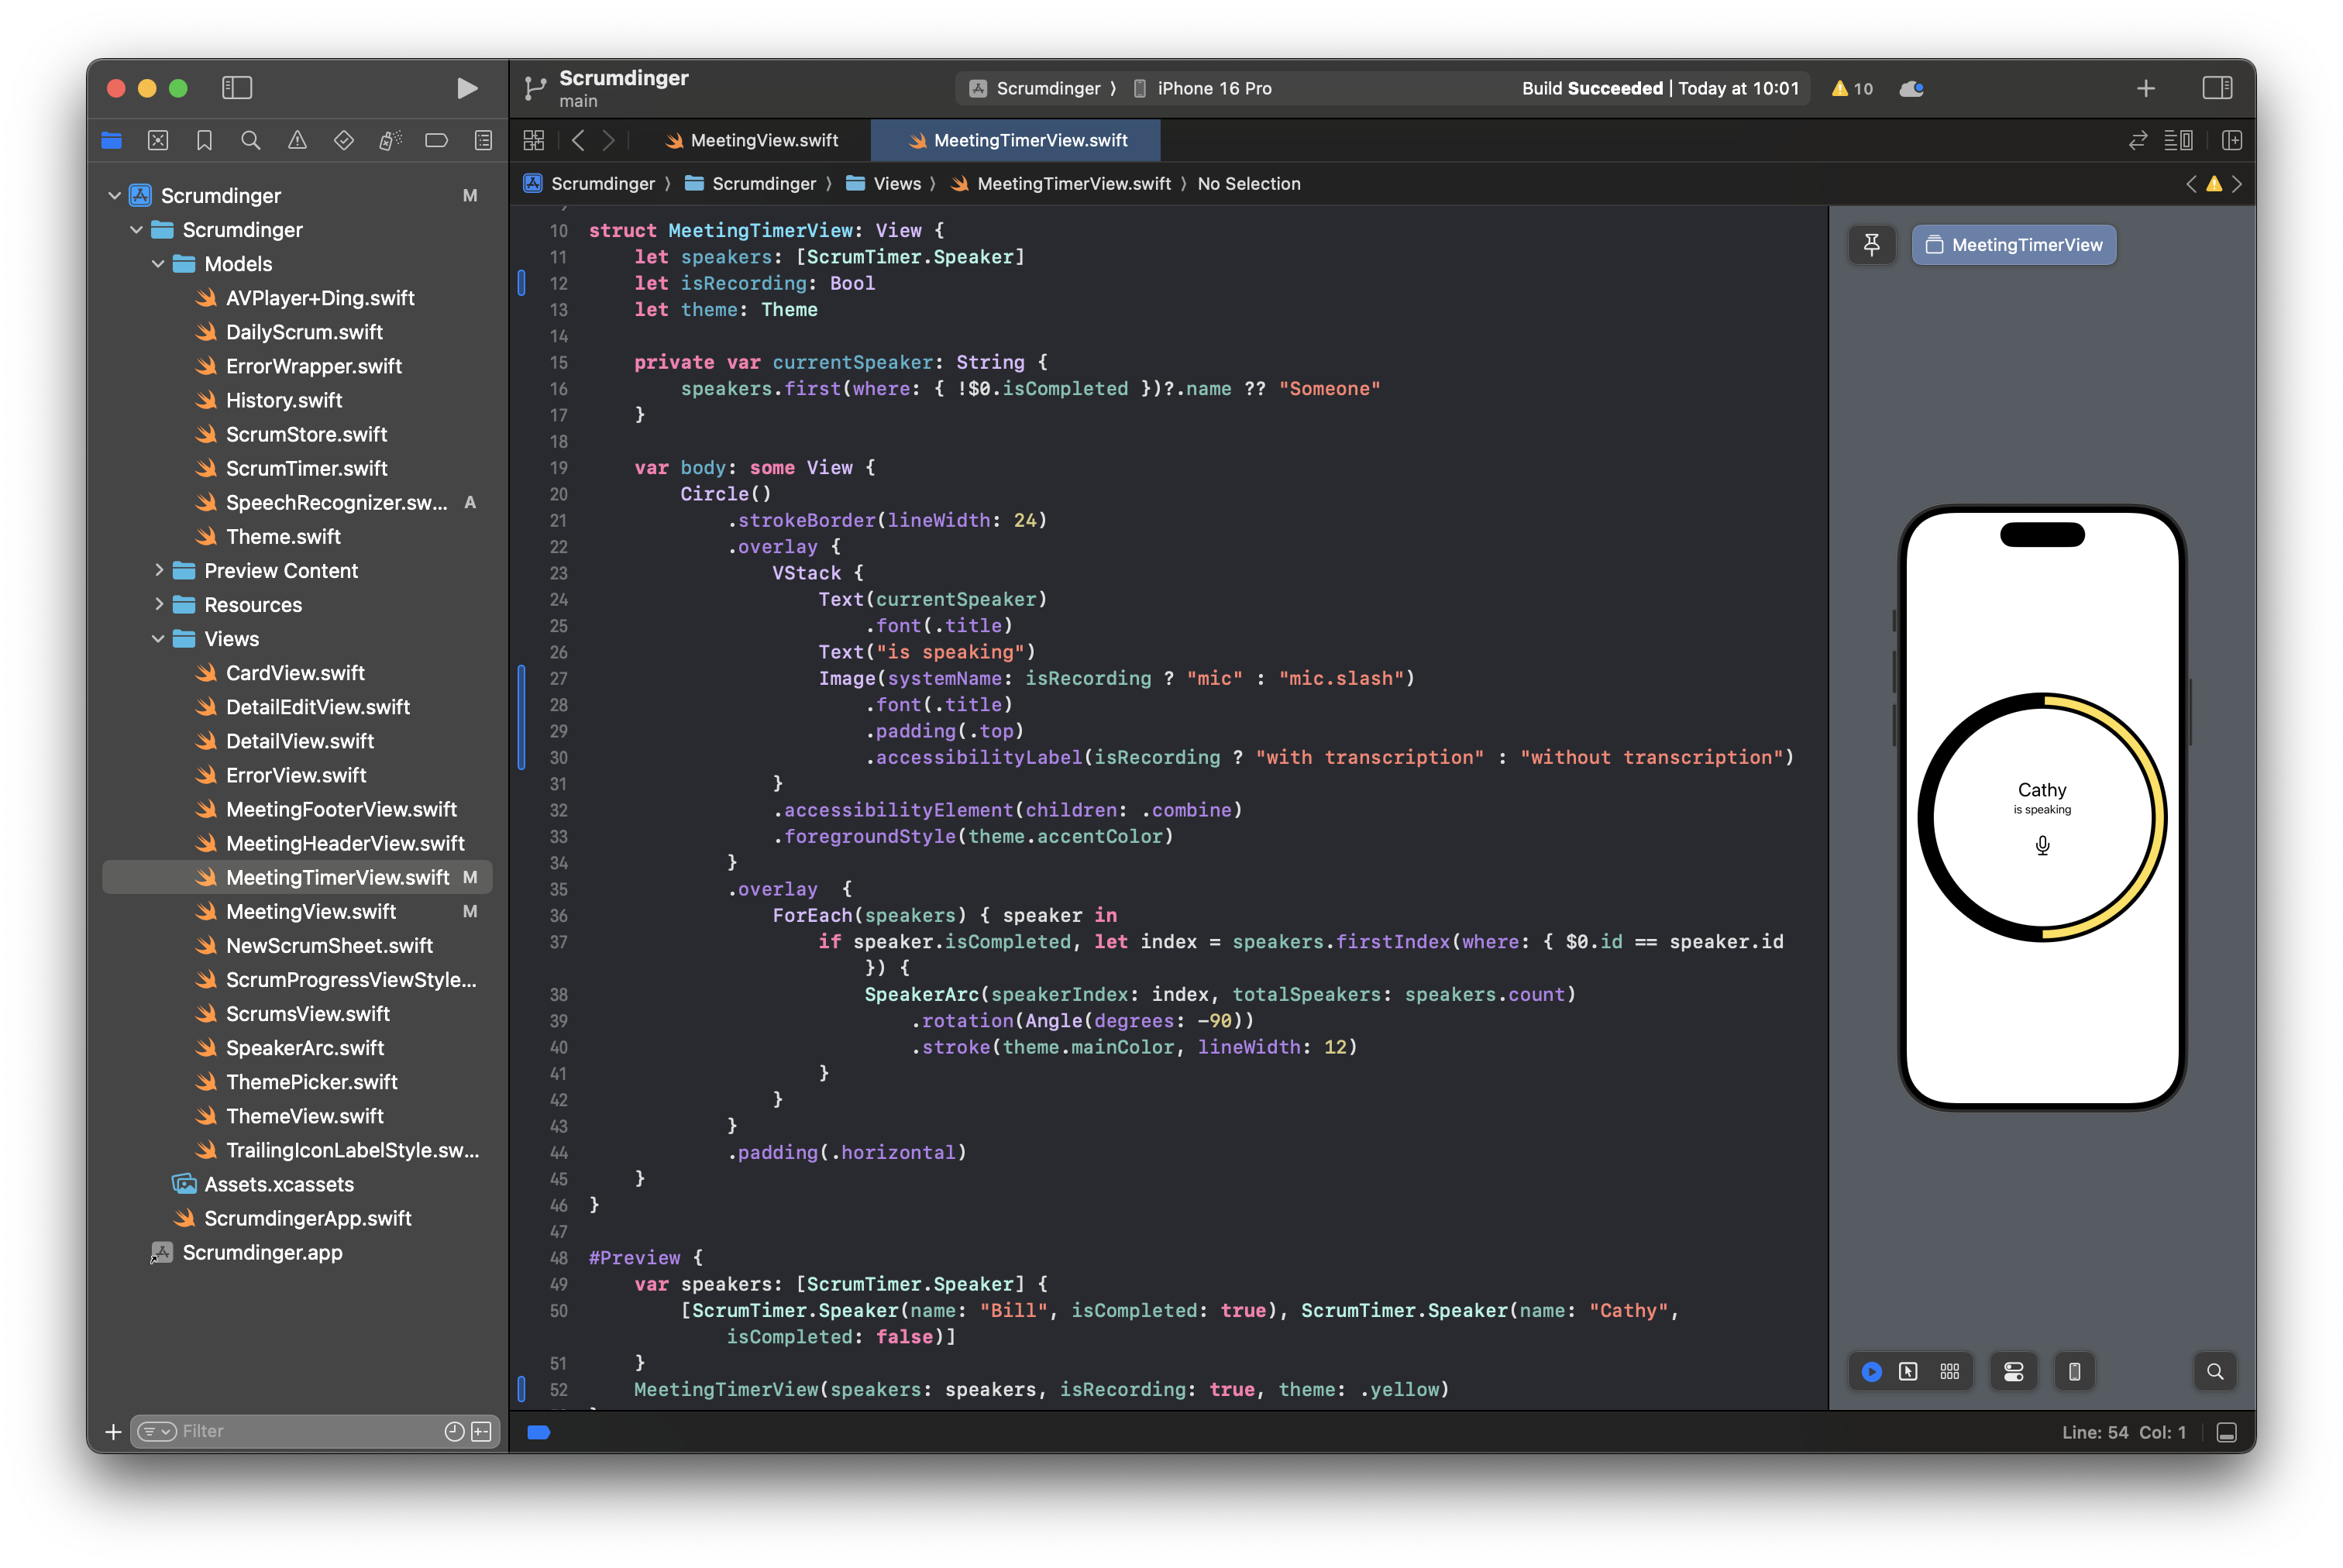 Scrumdinger
main
Scrumdinger ⟩ iPhone 16 Pro
Build Succeeded | Today at 10:01
10
MeetingView.swift
MeetingTimerView.swift
Scrumdinger ⟩ Scrumdinger ⟩ Views ⟩ MeetingTimerView.swift ⟩ No Selection
Scrumdinger M
Scrumdinger
Models
AVPlayer+Ding.swift
DailyScrum.swift
ErrorWrapper.swift
History.swift
ScrumStore.swift
ScrumTimer.swift
SpeechRecognizer.sw... A
Theme.swift
Preview Content
Resources
Views
CardView.swift
DetailEditView.swift
DetailView.swift
ErrorView.swift
MeetingFooterView.swift
MeetingHeaderView.swift
MeetingTimerView.swift M
MeetingView.swift M
NewScrumSheet.swift
ScrumProgressViewStyle...
ScrumsView.swift
SpeakerArc.swift
ThemePicker.swift
ThemeView.swift
TrailingIconLabelStyle.sw...
Assets.xcassets
ScrumdingerApp.swift
Scrumdinger.app
Filter
10 struct MeetingTimerView: View {
11 let speakers: [ScrumTimer.Speaker]
12 let isRecording: Bool
13 let theme: Theme
14
15 private var currentSpeaker: String {
16 speakers.first(where: { !$0.isCompleted })?.name ?? "Someone"
17 }
18
19 var body: some View {
20 Circle()
21 .strokeBorder(lineWidth: 24)
22 .overlay {
23 VStack {
24 Text(currentSpeaker)
25 .font(.title)
26 Text("is speaking")
27 Image(systemName: isRecording ? "mic" : "mic.slash")
28 .font(.title)
29 .padding(.top)
30 .accessibilityLabel(isRecording ? "with transcription" : "without transcription")
31 }
32 .accessibilityElement(children: .combine)
33 .foregroundStyle(theme.accentColor)
34 }
35 .overlay  {
36 ForEach(speakers) { speaker in
37 if speaker.isCompleted, let index = speakers.firstIndex(where: { $0.id == speaker.id
}) {
38 SpeakerArc(speakerIndex: index, totalSpeakers: speakers.count)
39 .rotation(Angle(degrees: -90))
40 .stroke(theme.mainColor, lineWidth: 12)
41 }
42 }
43 }
44 .padding(.horizontal)
45 }
46 }
47
48 #Preview {
49 var speakers: [ScrumTimer.Speaker] {
50 [ScrumTimer.Speaker(name: "Bill", isCompleted: true), ScrumTimer.Speaker(name: "Cathy",
isCompleted: false)]
51 }
52 MeetingTimerView(speakers: speakers, isRecording: true, theme: .yellow)
MeetingTimerView
Cathy
is speaking
Line: 54 Col: 1